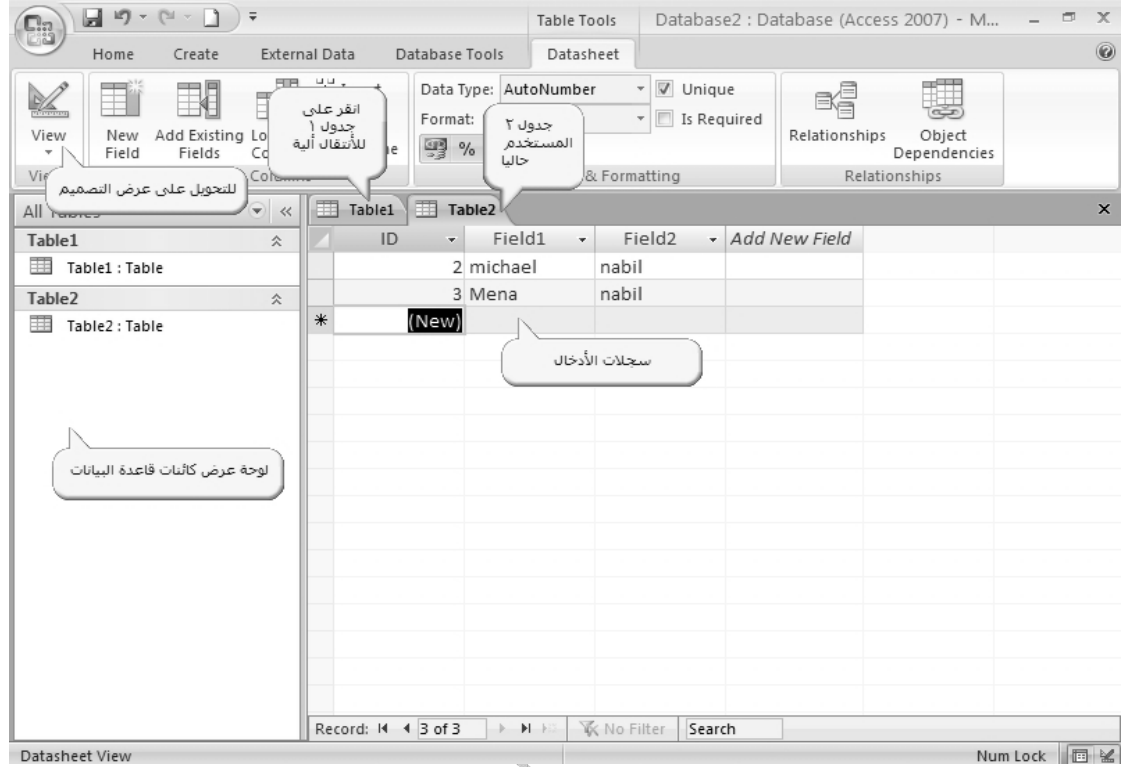 Table Tools
Database2 : Database (Access 2007) - M...
Home Create External Data Database Tools Datasheet
Data Type: AutoNumber
Unique
Format:
Is Required
%
View
New Field
Add Existing Fields
Relationships
Object Dependencies
& Formatting
Relationships
انقر على
جدول ١
للأنتقال ألية
جدول ٢
المستخدم
حاليا
للتحويل على عرض التصميم
All Tables
Table1 Table2
Table1
Table1 : Table
Table2
Table2 : Table
ID Field1 Field2 Add New Field
2 michael nabil
3 Mena nabil
(New)
سجلات الأدخال
لوحة عرض كائنات قاعدة البيانات
Record: 3 of 3 No Filter Search
Datasheet View
Num Lock